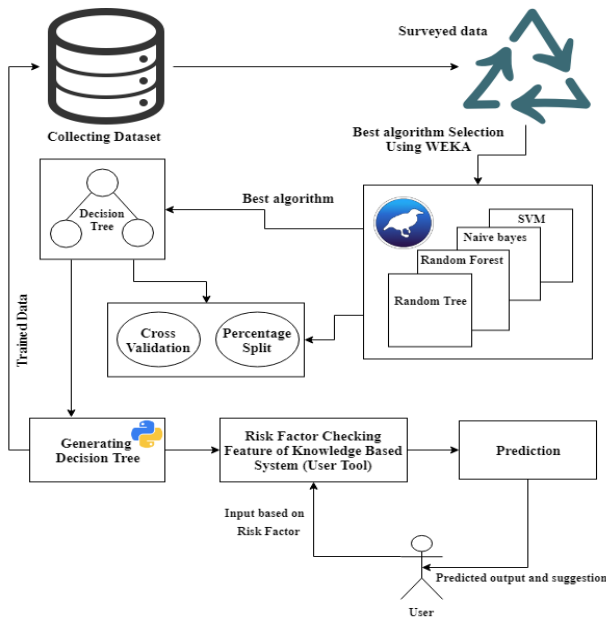 Surveyed data
Collecting Dataset
Best algorithm Selection
Using WEKA
Decision
Tree
Best algorithm
SVM
Naive bayes
Random Forest
Random Tree
Cross
Validation
Percentage
Split
Trained Data
Generating
Decision Tree
Risk Factor Checking
Feature of Knowledge Based
System (User Tool)
Prediction
Input based on
Risk Factor
Predicted output and suggestion
User